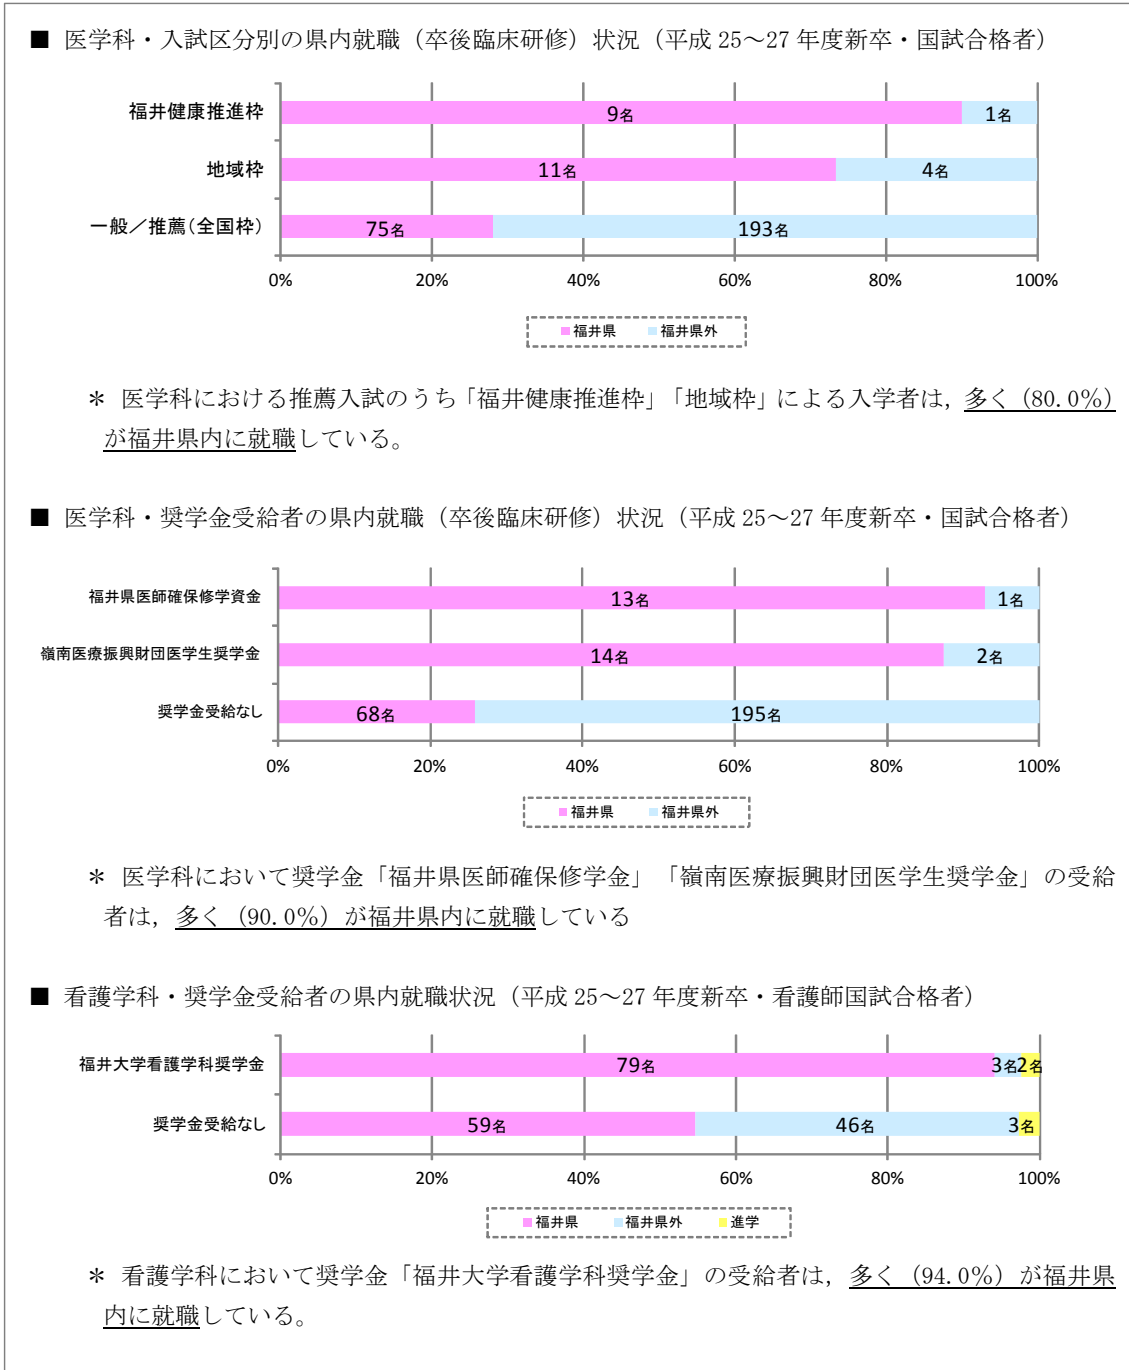 ■ 医学科・入試区分別の県内就職（卒後臨床研修）状況（平成 25～27 年度新卒・国試合格者）
福井健康推進枠
9名
1名
地域枠
11名
4名
一般／推薦（全国枠）
75名
193名
0% 20% 40% 60% 80% 100%
福井県 福井県外
＊ 医学科における推薦入試のうち「福井健康推進枠」「地域枠」による入学者は，多く（80.0％）
が福井県内に就職している。
■ 医学科・奨学金受給者の県内就職（卒後臨床研修）状況（平成 25～27 年度新卒・国試合格者）
福井県医師確保修学資金
13名
1名
嶺南医療振興財団医学生奨学金
14名
2名
奨学金受給なし
68名
195名
0% 20% 40% 60% 80% 100%
福井県 福井県外
＊ 医学科において奨学金「福井県医師確保修学金」「嶺南医療振興財団医学生奨学金」の受給
者は，多く（90.0％）が福井県内に就職している
■ 看護学科・奨学金受給者の県内就職状況（平成 25～27 年度新卒・看護師国試合格者）
福井大学看護学科奨学金
79名
3名
2名
奨学金受給なし
59名
46名
3名
0% 20% 40% 60% 80% 100%
福井県 福井県外 進学
＊ 看護学科において奨学金「福井大学看護学科奨学金」の受給者は，多く（94.0％）が福井県
内に就職している。